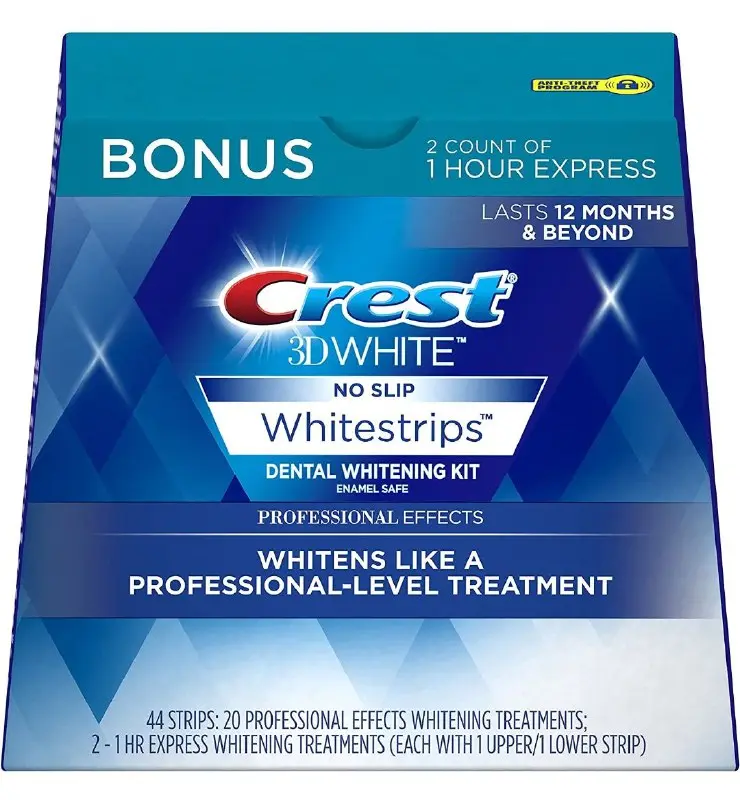 ANTI-THEFT
PROGRAM
BONUS
2 COUNT OF
1 HOUR EXPRESS
LASTS 12 MONTHS
& BEYOND
Crest®
3D WHITE™
NO SLIP
Whitestrips™
DENTAL WHITENING KIT
ENAMEL SAFE
PROFESSIONAL EFFECTS
WHITENS LIKE A
PROFESSIONAL-LEVEL TREATMENT
44 STRIPS: 20 PROFESSIONAL EFFECTS WHITENING TREATMENTS;
2 - 1 HR EXPRESS WHITENING TREATMENTS (EACH WITH 1 UPPER/1 LOWER STRIP)